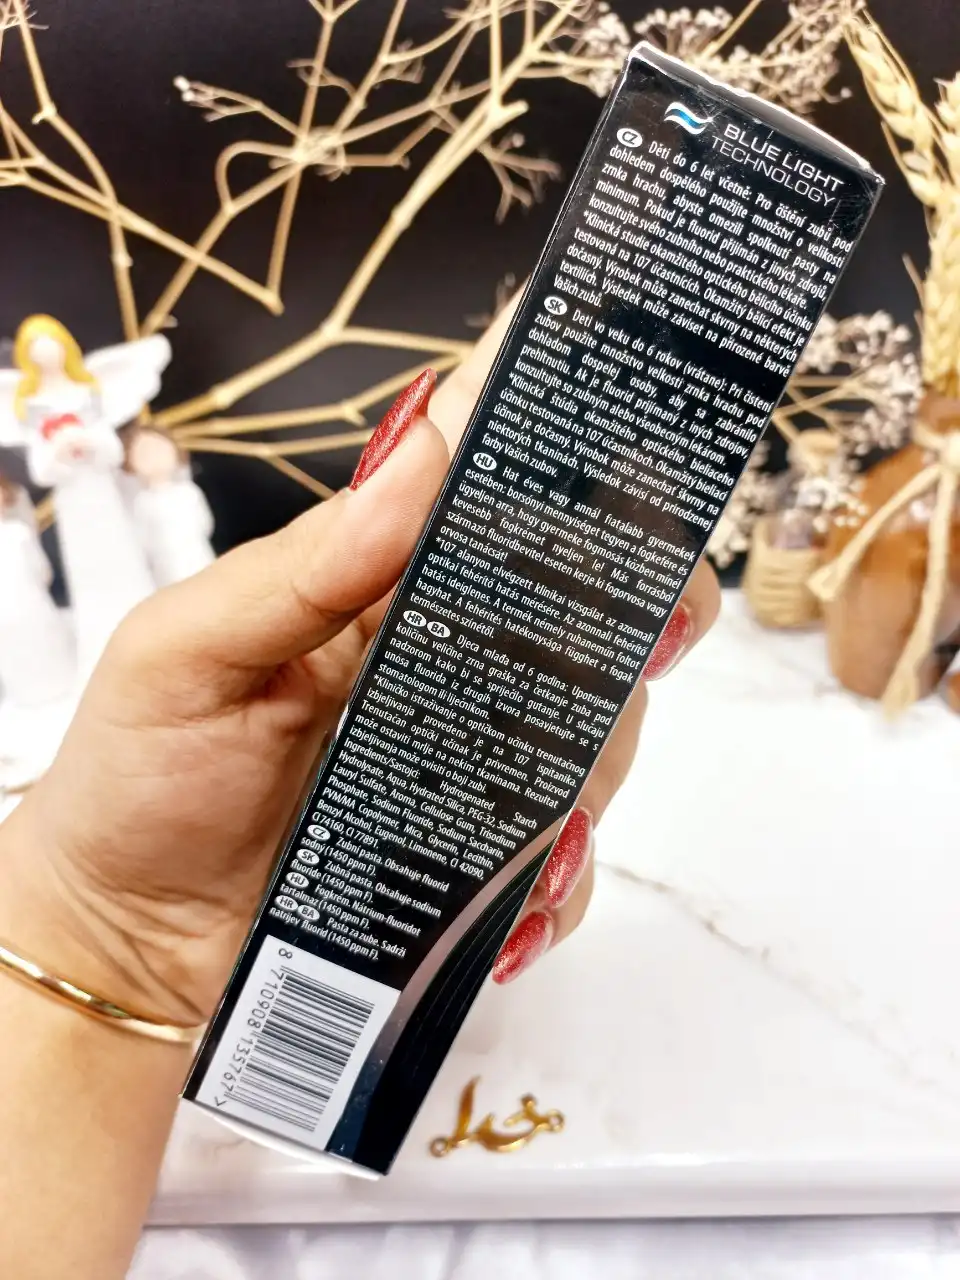 BLUE LIGHT
TECHNOLOGY
CZ Děti do 6 let včetně: Pro čištění zubů pod
dohledem dospělého použijte množství o velikosti
zrnka hrachu, abyste omezili spolknutí pasty na
minimum. Pokud je fluorid přijímán z jiných zdrojů,
konzultujte svého zubního nebo praktického lékaře.
*Klinická studie okamžitého optického bělicího účinku
testovaná na 107 účastnících. Okamžitý bělicí efekt je
dočasný. Výrobek může zanechat skvrny na některých
textiliích. Výsledek může záviset na přirozené barvě
Vašich zubů.
SK Deti vo veku do 6 rokov (vrátane): Pri čistení
zubov použite množstvo veľkosti zrnka hrachu pod
dohľadom dospelej osoby, aby sa zabránilo
prehltnutiu. Ak je fluorid prijímaný z iných zdrojov,
konzultujte so zubným alebo všeobecným lekárom.
*Klinická štúdia okamžitého optického bieliaceho
účinku testovaná na 107 účastníkoch. Okamžitý bieliaci
účinok je dočasný. Výrobok môže zanechať škvrny na
niektorých tkaninách. Výsledok závisí od prirodzenej
farby Vašich zubov.
HU Hat éves vagy annál fiatalabb gyermekek
esetében: borsónyi mennyiséget tegyen a fogkefére és
ügyeljen arra, hogy gyermeke fogmosás közben minél
kevesebb fogkrémet nyeljen le! Más forrásból
származó fluoridbevitel esetén kérje ki fogorvosa vagy
orvosa tanácsát!
*107 alanyon elvégzett klinikai vizsgálat az azonnali
optikai fehérítő hatás mérésére. Az azonnali fehérítő
hatás ideiglenes. A termék némely ruhaneműn foltot
hagyhat. A fehérítés hatékonysága függhet a fogak
természetes színétől.
HR BA Djeca mlađa od 6 godina: Upotrijebiti
količinu veličine zrna graška za četkanje zuba pod
nadzorom kako bi se spriječilo gutanje. U slučaju
unosa fluorida iz drugih izvora posavjetujte se s
stomatologom ili liječnikom.
*Kliničko istraživanje o optičkom učinku trenutačnog
izbjeljivanja provedeno je na 107 ispitanika.
Trenutačan optički učinak je privremen. Proizvod
može ostaviti mrlje na nekim tkaninama. Rezultat
izbjeljivanja može ovisiti o boji zubi.
Ingredients/Sastojci: Hydrogenated Starch
Hydrolysate, Aqua, Hydrated Silica, PEG-32, Sodium
Lauryl Sulfate, Aroma, Cellulose Gum, Trisodium
Phosphate, Sodium Fluoride, Sodium Saccharin,
PVM/MA Copolymer, Mica, Glycerin, Lecithin,
Benzyl Alcohol, Eugenol, Limonene, CI 42090,
CI 74160, CI 77891.
CZ Zubní pasta. Obsahuje fluorid
sodný (1450 ppm F).
SK Zubná pasta. Obsahuje sodium
fluoride (1450 ppm F).
HU Fogkrém. Nátrium-fluoridot
tartalmaz (1450 ppm F).
HR BA Pasta za zube. Sadrži
natrijev fluorid (1450 ppm F).
8 710908 135767 >